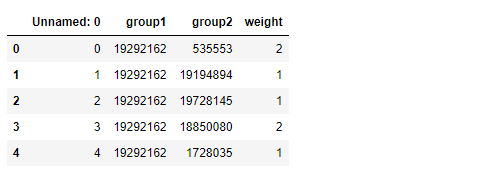 Unnamed: 0 group1 group2 weight
0 0 19292162 535553 2
1 1 19292162 19194894 1
2 2 19292162 19728145 1
3 3 19292162 18850080 2
4 4 19292162 1728035 1